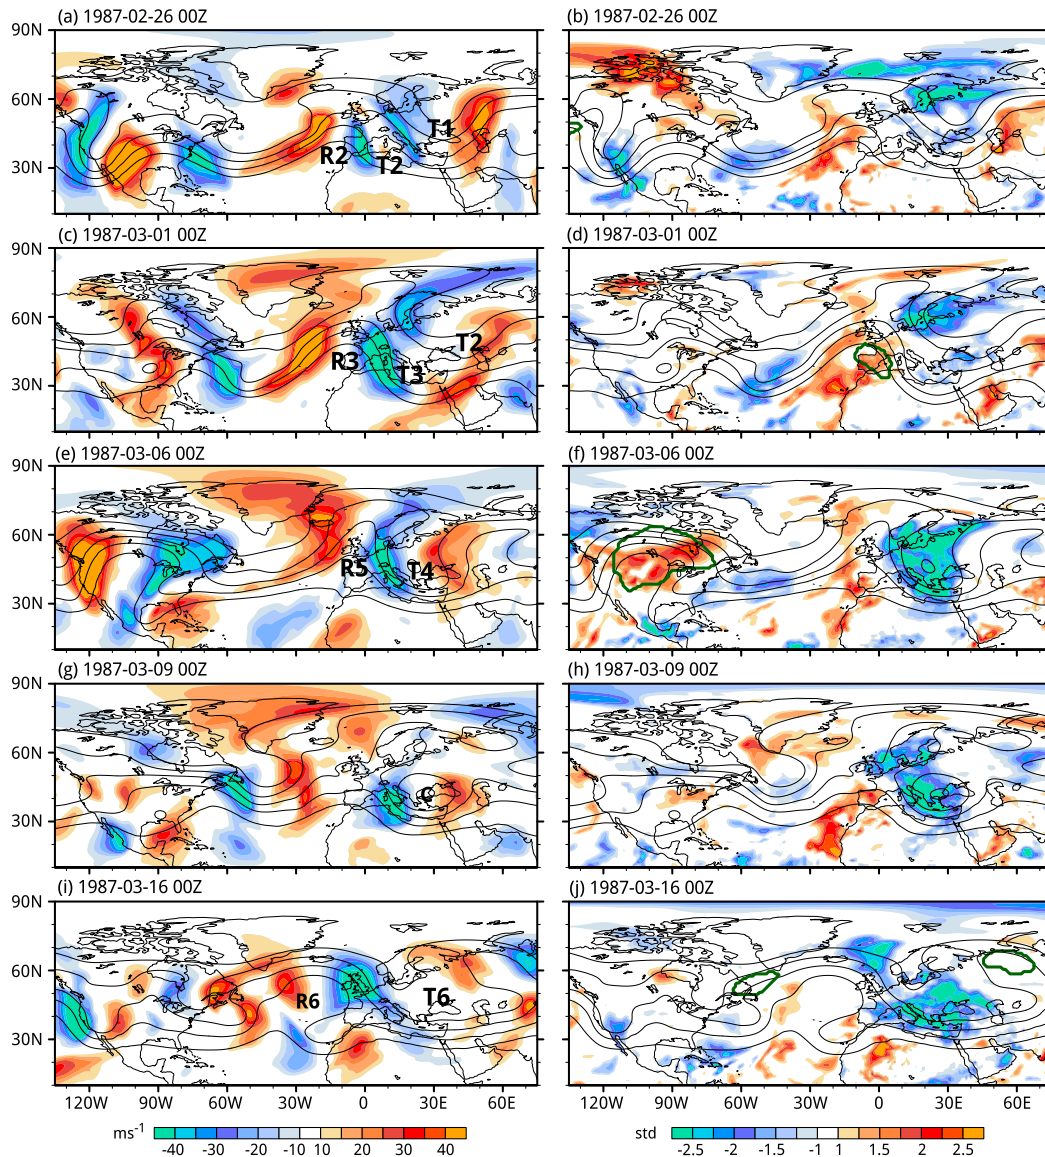 (a) 1987-02-26 00Z
(b) 1987-02-26 00Z
90N
60N
30N
R2
T2
T1
(c) 1987-03-01 00Z
(d) 1987-03-01 00Z
90N
60N
30N
R3
T3
T2
(e) 1987-03-06 00Z
(f) 1987-03-06 00Z
90N
60N
30N
R5
T4
(g) 1987-03-09 00Z
(h) 1987-03-09 00Z
90N
60N
30N
C
(i) 1987-03-16 00Z
(j) 1987-03-16 00Z
90N
60N
30N
R6
T6
120W 90W 60W 30W 0 30E 60E
120W 90W 60W 30W 0 30E 60E
ms-1
-40 -30 -20 -10 10 20 30 40
std
-2.5 -2 -1.5 -1 1 1.5 2 2.5